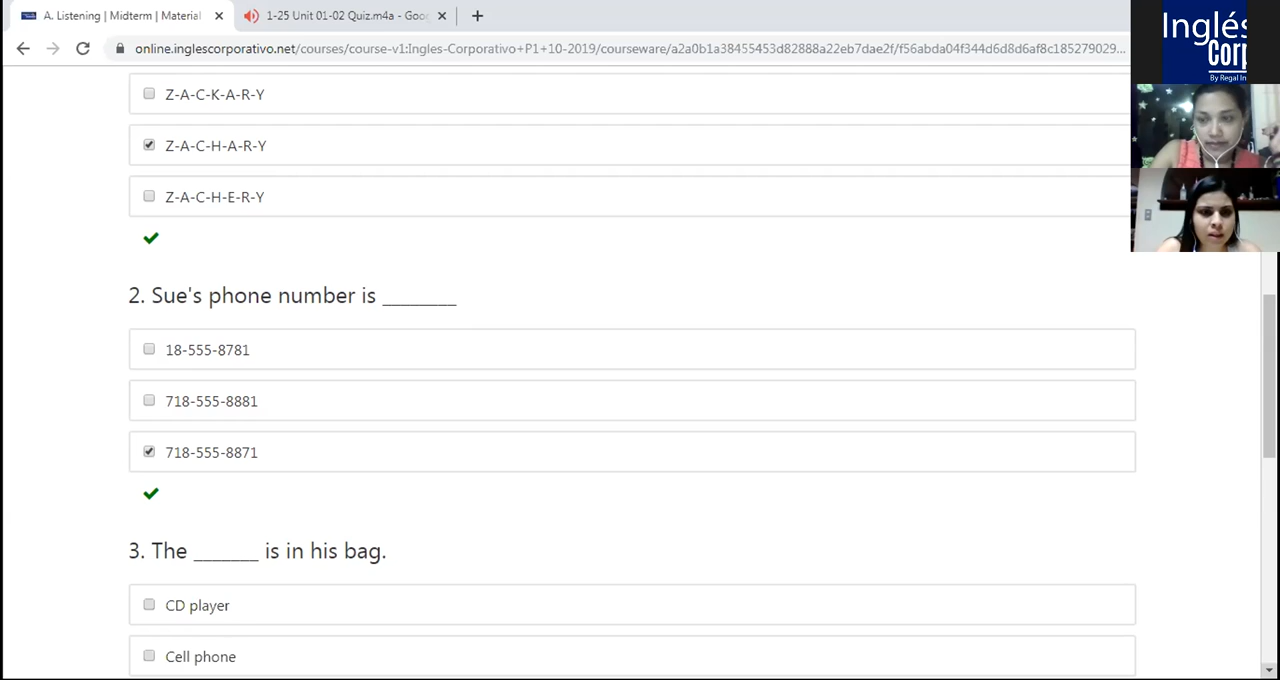 A. Listening | Midterm | Material
1-25 Unit 01-02 Quiz.m4a - Goo
online.inglescorporativo.net/courses/course-v1:Ingles-Corporativo+P1+10-2019/courseware/a2a0b1a38455453d82888a22eb7dae2f/f56abda04f344d6d8d6af8c185279029...
Inglés
Corp
By Regal In
Z-A-C-K-A-R-Y
Z-A-C-H-A-R-Y
Z-A-C-H-E-R-Y
2. Sue's phone number is ________
18-555-8781
718-555-8881
718-555-8871
3. The _______ is in his bag.
CD player
Cell phone